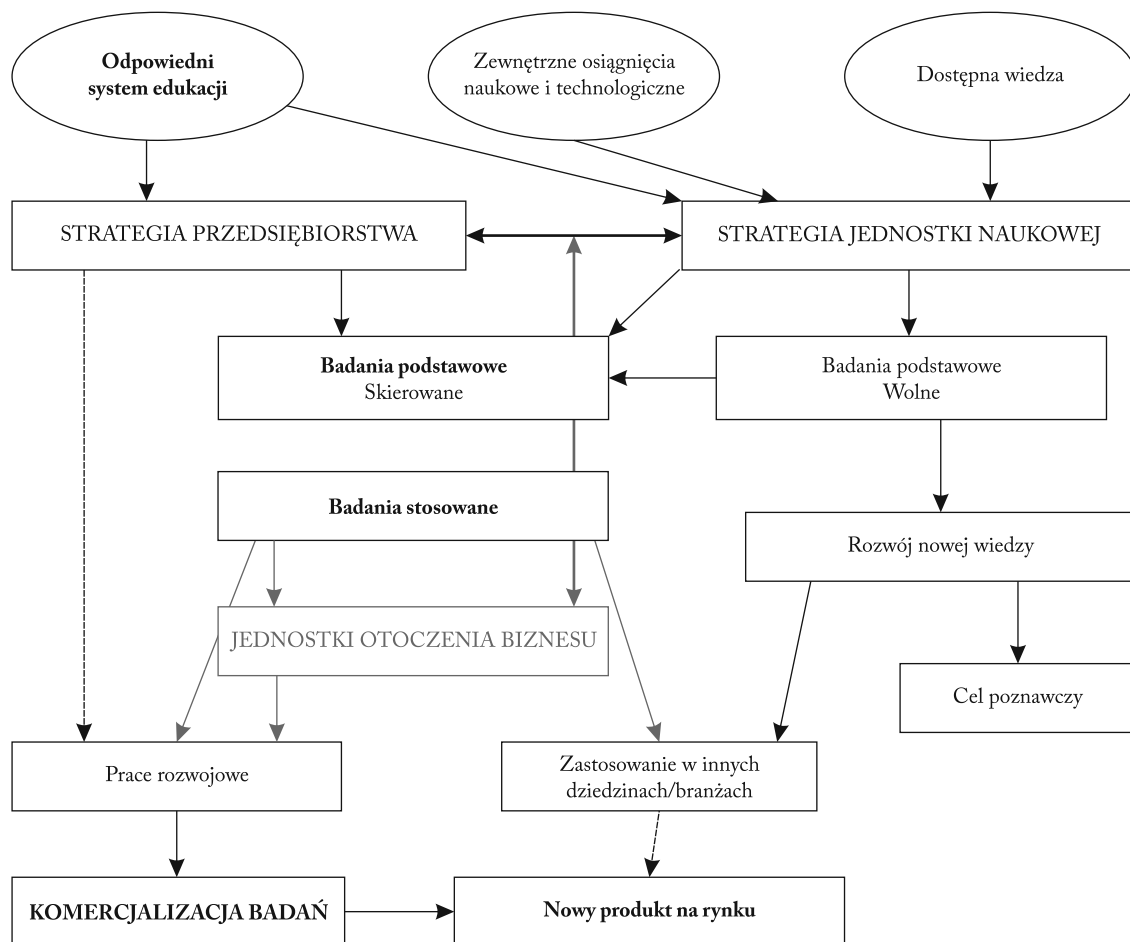 Odpowiedni
system edukacji
Zewnętrzne osiągnięcia
naukowe i technologiczne
Dostępna wiedza
STRATEGIA PRZEDSIĘBIORSTWA
STRATEGIA JEDNOSTKI NAUKOWEJ
Badania podstawowe
Skierowane
Badania podstawowe
Wolne
Badania stosowane
Rozwój nowej wiedzy
JEDNOSTKI OTOCZENIA BIZNESU
Cel poznawczy
Prace rozwojowe
Zastosowanie w innych
dziedzinach/branżach
KOMERCJALIZACJA BADAŃ
Nowy produkt na rynku